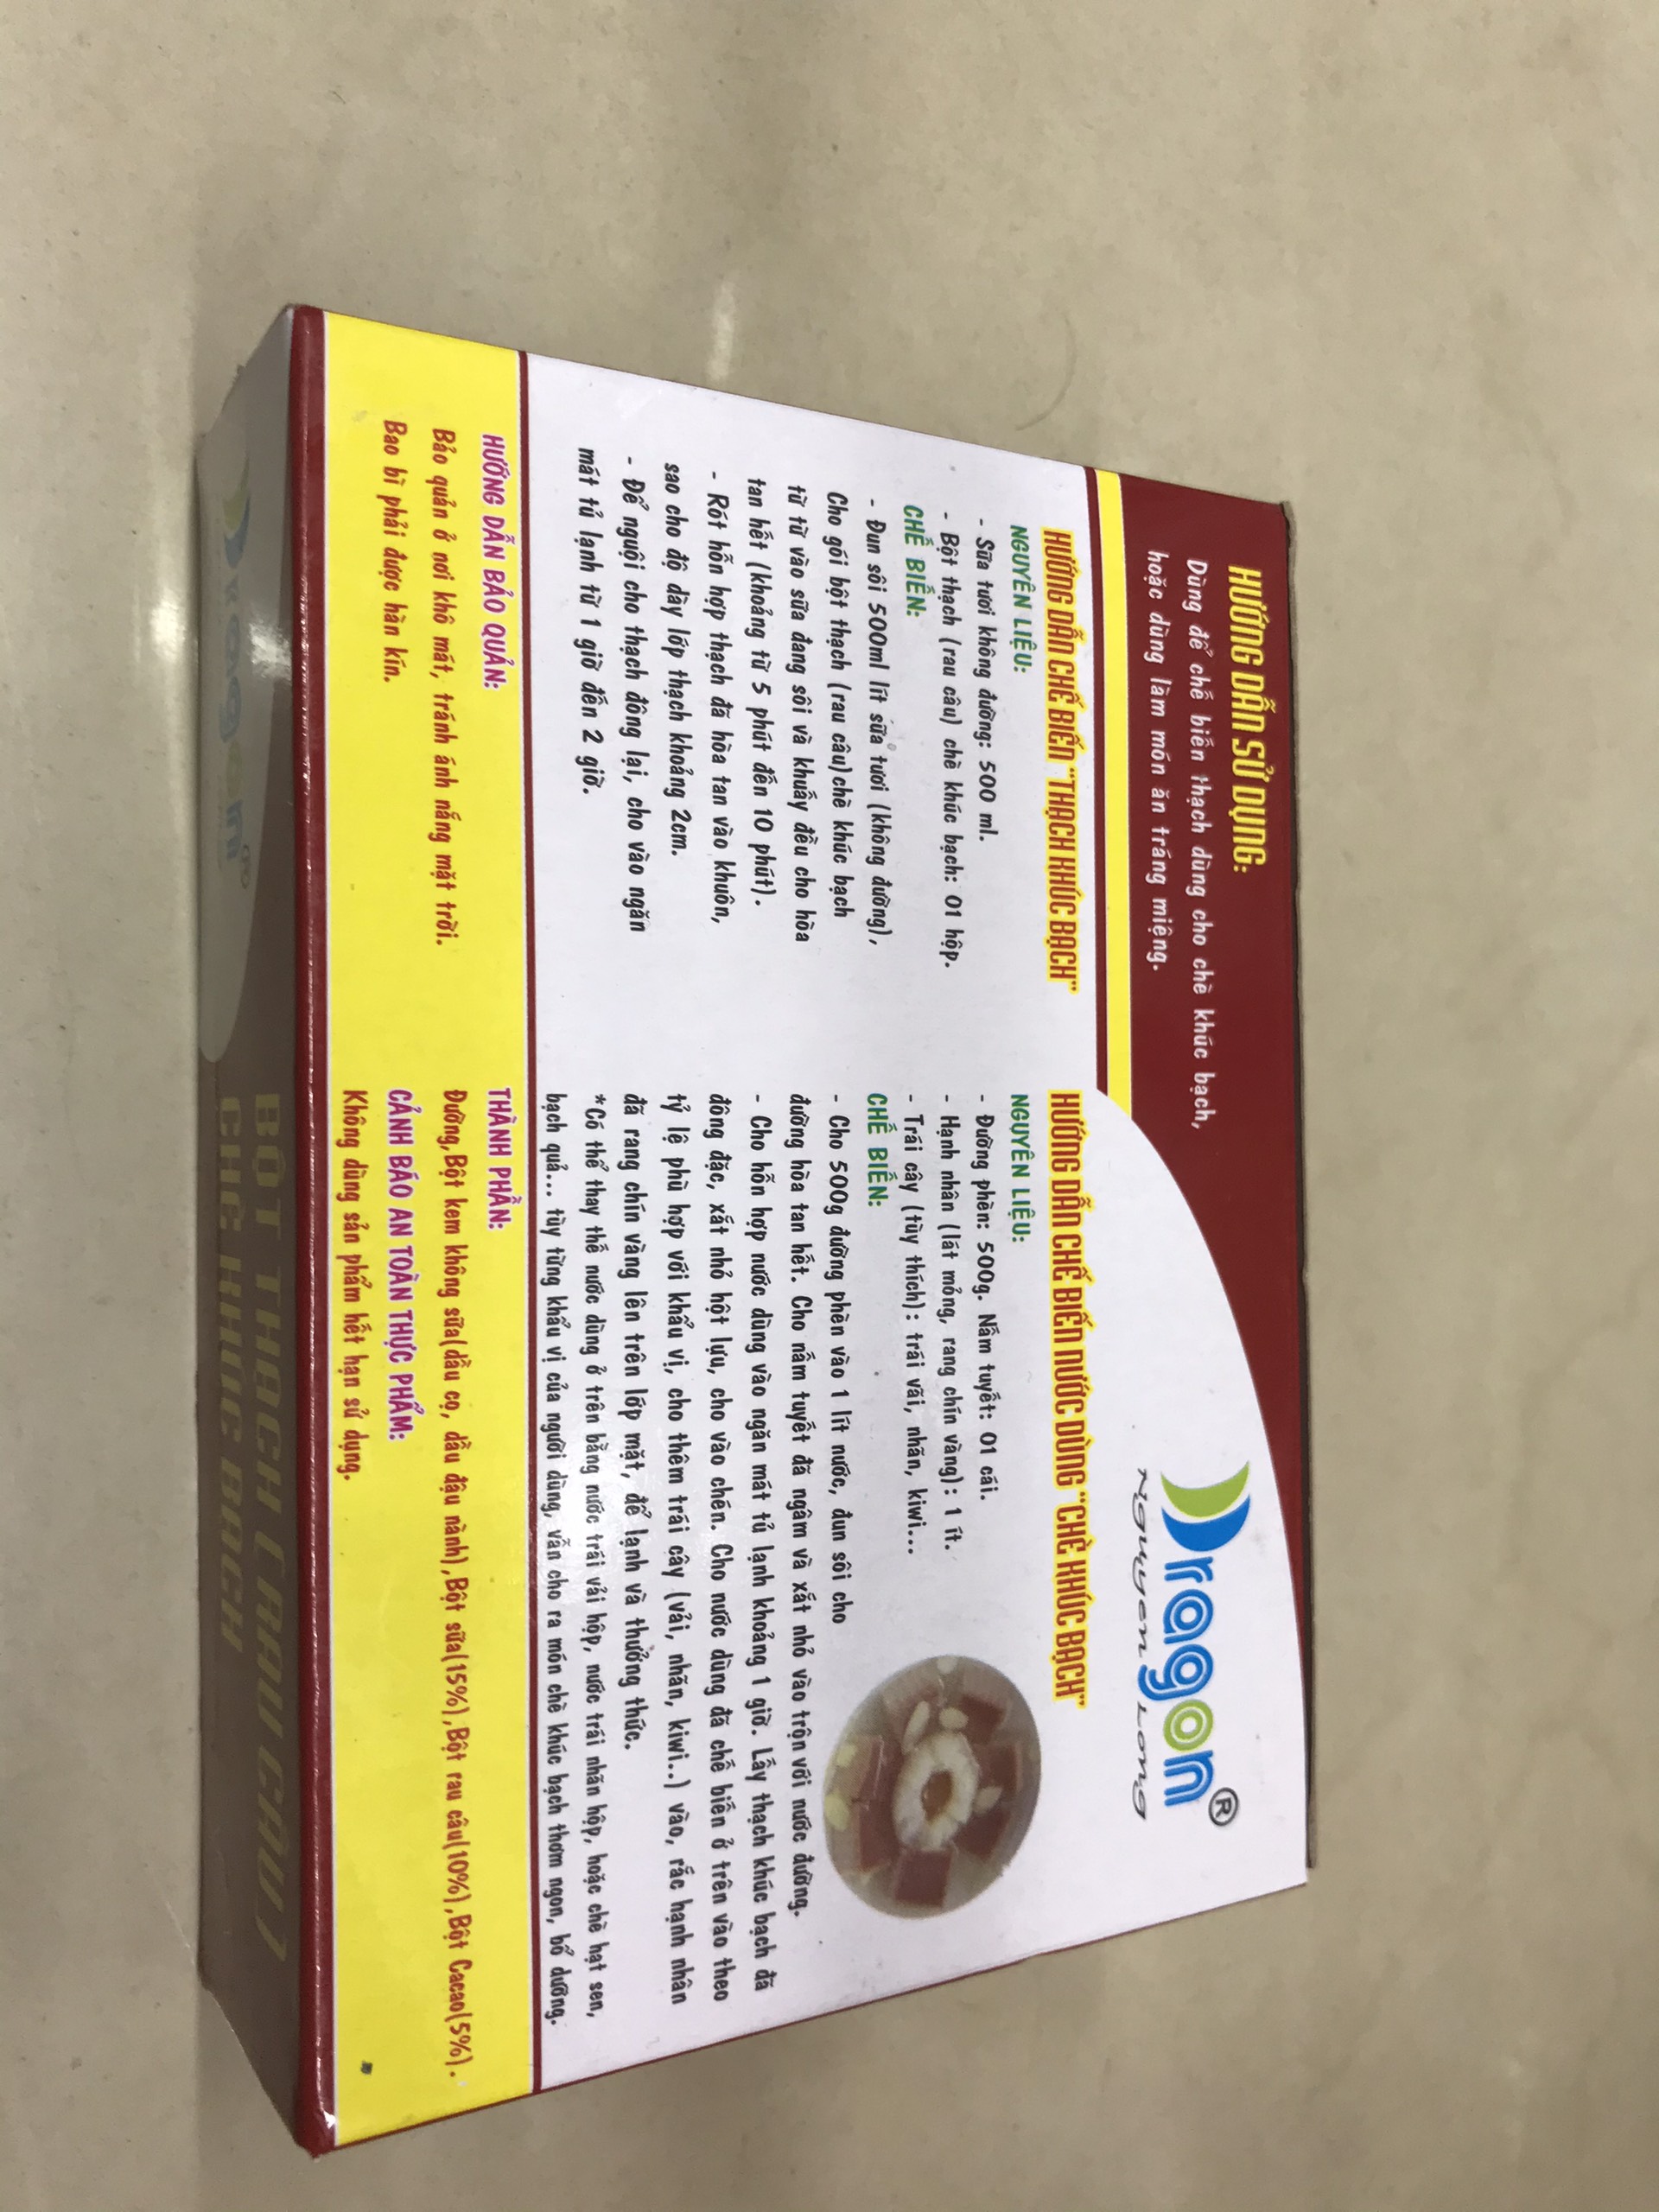 HƯỚNG DẪN SỬ DỤNG:
Dùng để chế biến thạch dùng cho chè khúc bạch,
hoặc dùng làm món ăn tráng miệng.
Dragon®
Nguyen Long
HƯỚNG DẪN CHẾ BIẾN "THẠCH KHÚC BẠCH"
NGUYÊN LIỆU:
- Sữa tươi không đường: 500 ml.
- Bột thạch (rau câu) chè khúc bạch: 01 hộp.
CHẾ BIẾN:
- Đun sôi 500ml lít sữa tươi (không đường),
Cho gói bột thạch (rau câu) chè khúc bạch
từ từ vào sữa đang sôi và khuấy đều cho hòa
tan hết (khoảng từ 5 phút đến 10 phút).
- Rót hỗn hợp thạch đã hòa tan vào khuôn,
sao cho độ dày lớp thạch khoảng 2cm.
- Để nguội cho thạch đông lại, cho vào ngăn
mát tủ lạnh từ 1 giờ đến 2 giờ.
HƯỚNG DẪN CHẾ BIẾN NƯỚC DÙNG "CHÈ KHÚC BẠCH"
NGUYÊN LIỆU:
- Đường phèn: 500g. Nấm tuyết: 01 cái.
- Hạnh nhân (lát mỏng, rang chín vàng): 1 ít.
- Trái cây (tùy thích): trái vãi, nhãn, kiwi...
CHẾ BIẾN:
- Cho 500g đường phèn vào 1 lít nước, đun sôi cho
đường hòa tan hết. Cho nấm tuyết đã ngâm và xắt nhỏ vào trộn với nước đường.
- Cho hỗn hợp nước dùng vào ngăn mát tủ lạnh khoảng 1 giờ. Lấy thạch khúc bạch đã
đông đặc, xắt nhỏ hột lựu, cho vào chén. Cho nước dùng đã chế biến ở trên vào theo
tỷ lệ phù hợp với khẩu vị, cho thêm trái cây (vải, nhãn, kiwi..) vào, rắc hạnh nhân
đã rang chín vàng lên trên lớp mặt, để lạnh và thưởng thức.
*Có thể thay thế nước dùng ở trên bằng nước trái vải hộp, nước trái nhãn hộp, hoặc chè hạt sen,
bạch quả... tùy từng khẩu vị của người dùng, vẫn cho ra món chè khúc bạch thơm ngon, bổ dưỡng.
HƯỚNG DẪN BẢO QUẢN:
Bảo quản ở nơi khô mát, tránh ánh nắng mặt trời.
Bao bì phải được hàn kín.
THÀNH PHẦN:
Đường, Bột kem không sữa(dầu cọ, dầu đậu nành), Bột sữa(15%), Bột rau câu(10%), Bột Cacao(5%).
CẢNH BÁO AN TOÀN THỰC PHẨM:
Không dùng sản phẩm hết hạn sử dụng.
Dragon
BỘT THẠCH ( RAU CÂU )
CHÈ KHÚC BẠCH